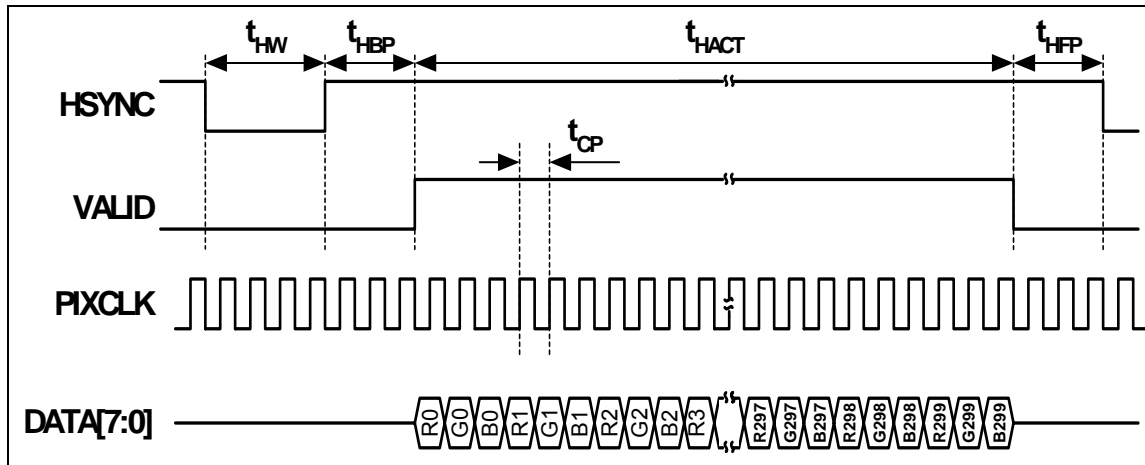 tHW tHBP tHACT tHFP
HSYNC
tCP
VALID
PIXCLK
DATA[7:0] R0 G0 B0 R1 G1 B1 R2 G2 B2 R3 R297 G297 B297 R298 G298 B298 R299 G299 B299